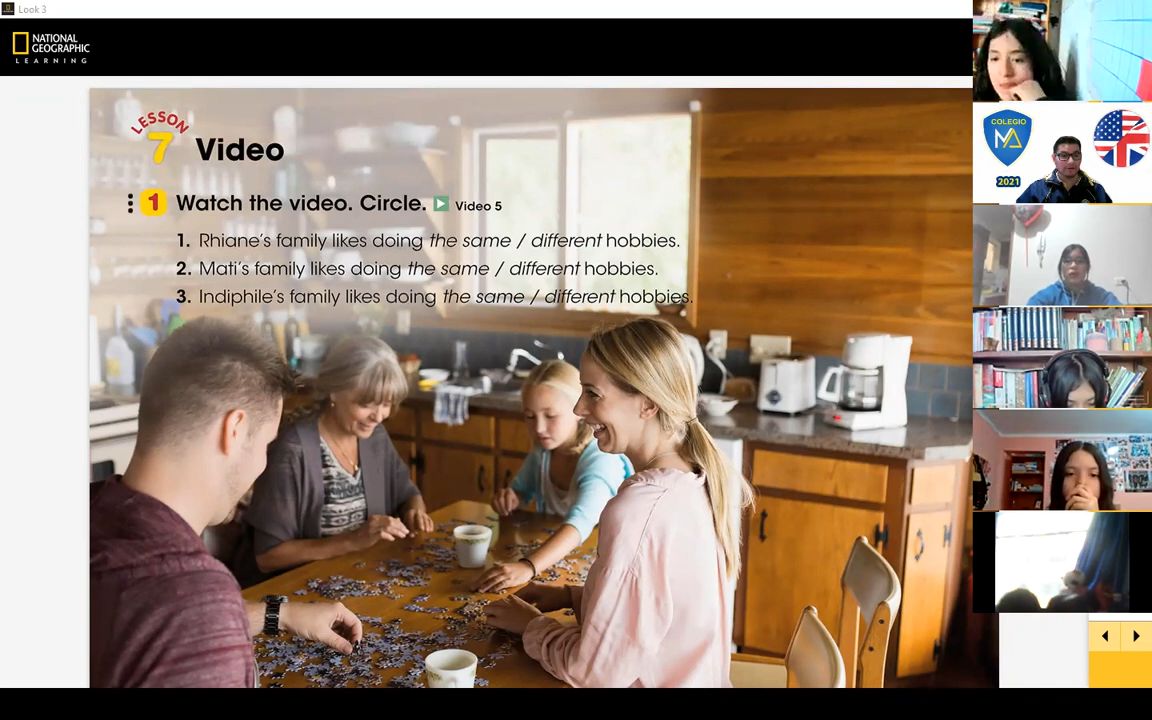 Look 3
NATIONAL
GEOGRAPHIC
LEARNING
LESSON
7 Video
1 Watch the video. Circle. Video 5
1. Rhiane's family likes doing the same / different hobbies.
2. Mati's family likes doing the same / different hobbies.
3. Indiphile's family likes doing the same / different hobbies.
COLEGIO
MA
2021